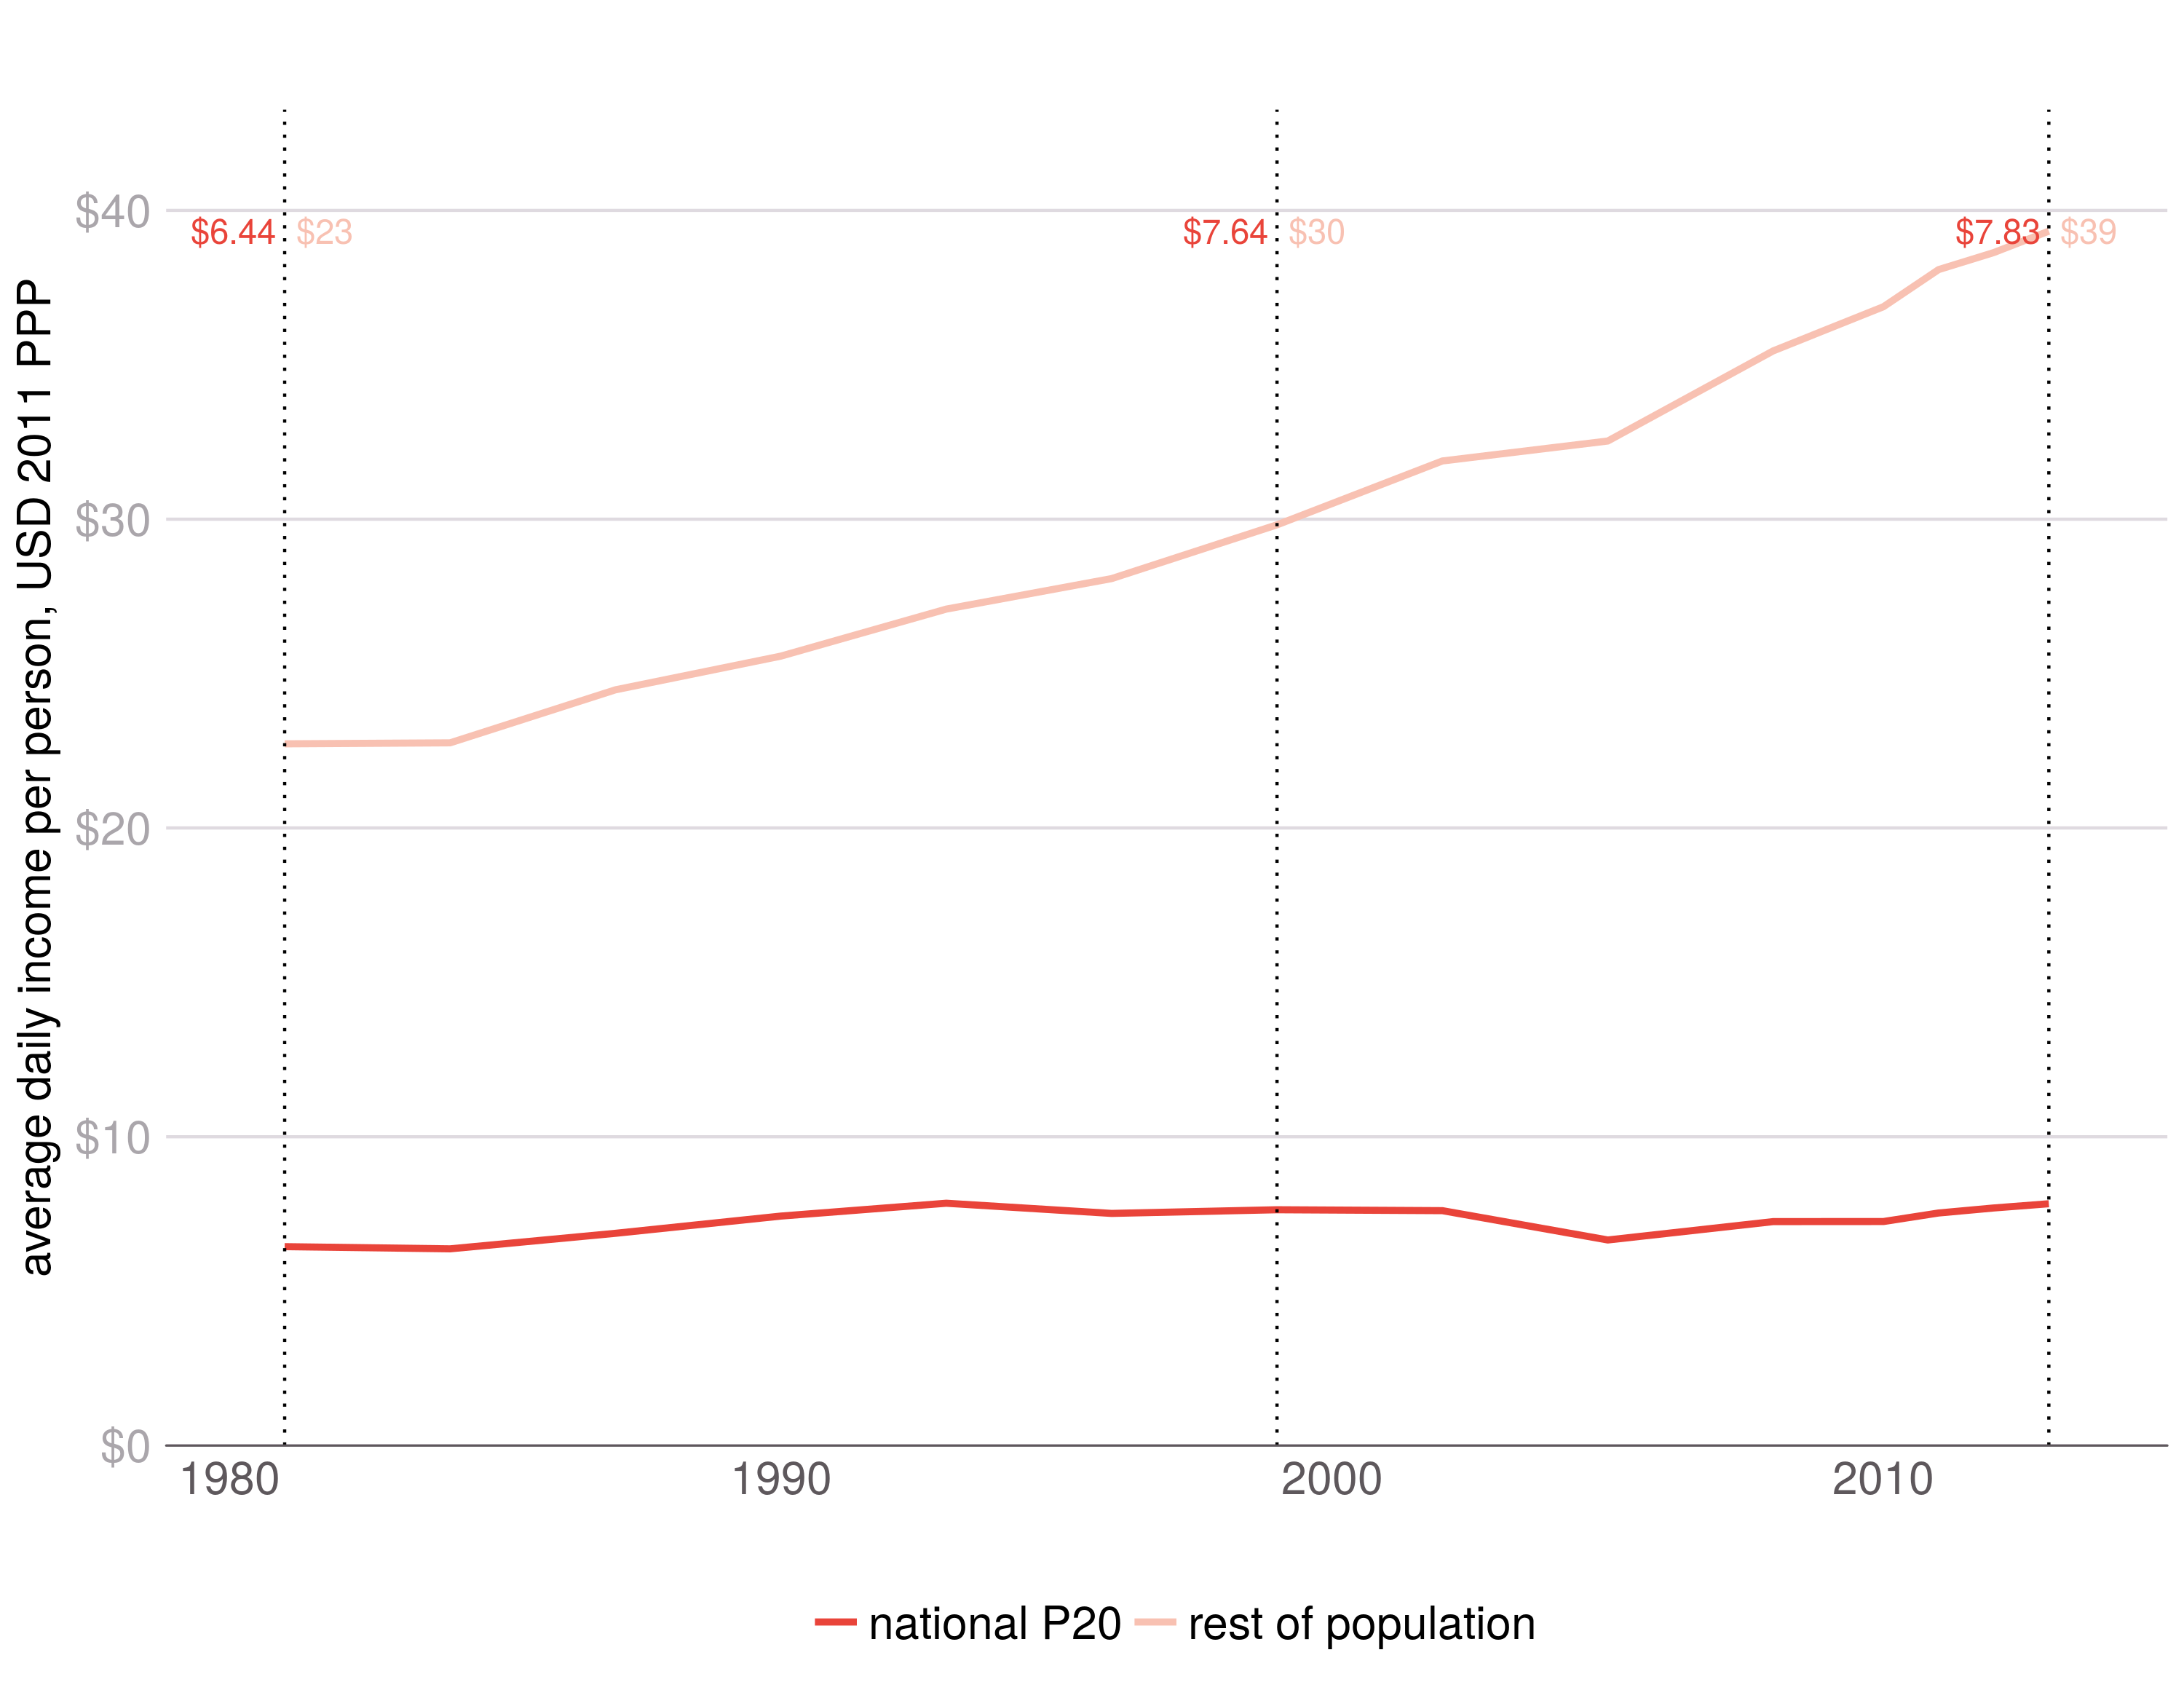 average daily income per person, USD 2011 PPP
$40
$6.44 $23
$7.64 $30
$7.83 $39
$30
$20
$10
$0
1980 1990 2000 2010
national P20 rest of population